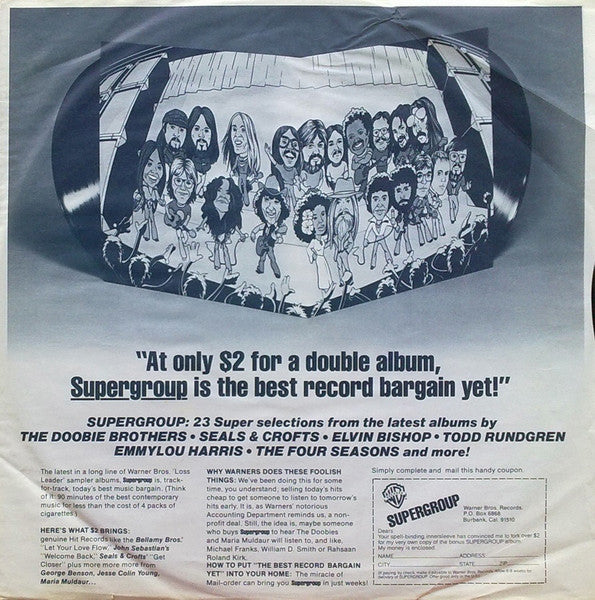 "At only $2 for a double album,
Supergroup is the best record bargain yet!"
SUPERGROUP: 23 Super selections from the latest albums by
THE DOOBIE BROTHERS • SEALS & CROFTS • ELVIN BISHOP • TODD RUNDGREN
EMMYLOU HARRIS • THE FOUR SEASONS and more!
The latest in a long line of Warner Bros. 'Loss
Leader' sampler albums, Supergroup is, track-
for-track, today's best music bargain. (Think
of it: 90 minutes of the best contemporary
music for less than the cost of 4 packs of
cigarettes.)
HERE'S WHAT $2 BRINGS:
genuine Hit Records like the Bellamy Bros.'
"Let Your Love Flow," John Sebastian's
"Welcome Back," Seals & Crofts' "Get
Closer" plus more more more from
George Benson, Jesse Colin Young,
Maria Muldaur...
WHY WARNERS DOES THESE FOOLISH
THINGS: We've been doing this for some
time, you understand, selling today's hits
cheap to get someone to listen to tomorrow's
hits early. It is, as Warners' notorious
Accounting Department reminds us, a non-
profit deal. Still, the idea is, maybe someone
who buys Supergroup to hear The Doobies
and Maria Muldaur will listen to, and like,
Michael Franks, William D. Smith or Rahsaan
Roland Kirk.
HOW TO PUT "THE BEST RECORD BARGAIN
YET" INTO YOUR HOME: The miracle of
Mail-order can bring you Supergroup in just weeks!
Simply complete and mail this handy coupon.
SUPERGROUP
Warner Bros. Records,
P.O. Box 6868
Burbank, Cal. 91510
Dears:
Your spell-binding, innersleeve hath convinced me to fork over $2
for my very own copy of the bonus SUPERGROUP album.
My money is enclosed.
NAME ADDRESS
CITY STATE ZIP